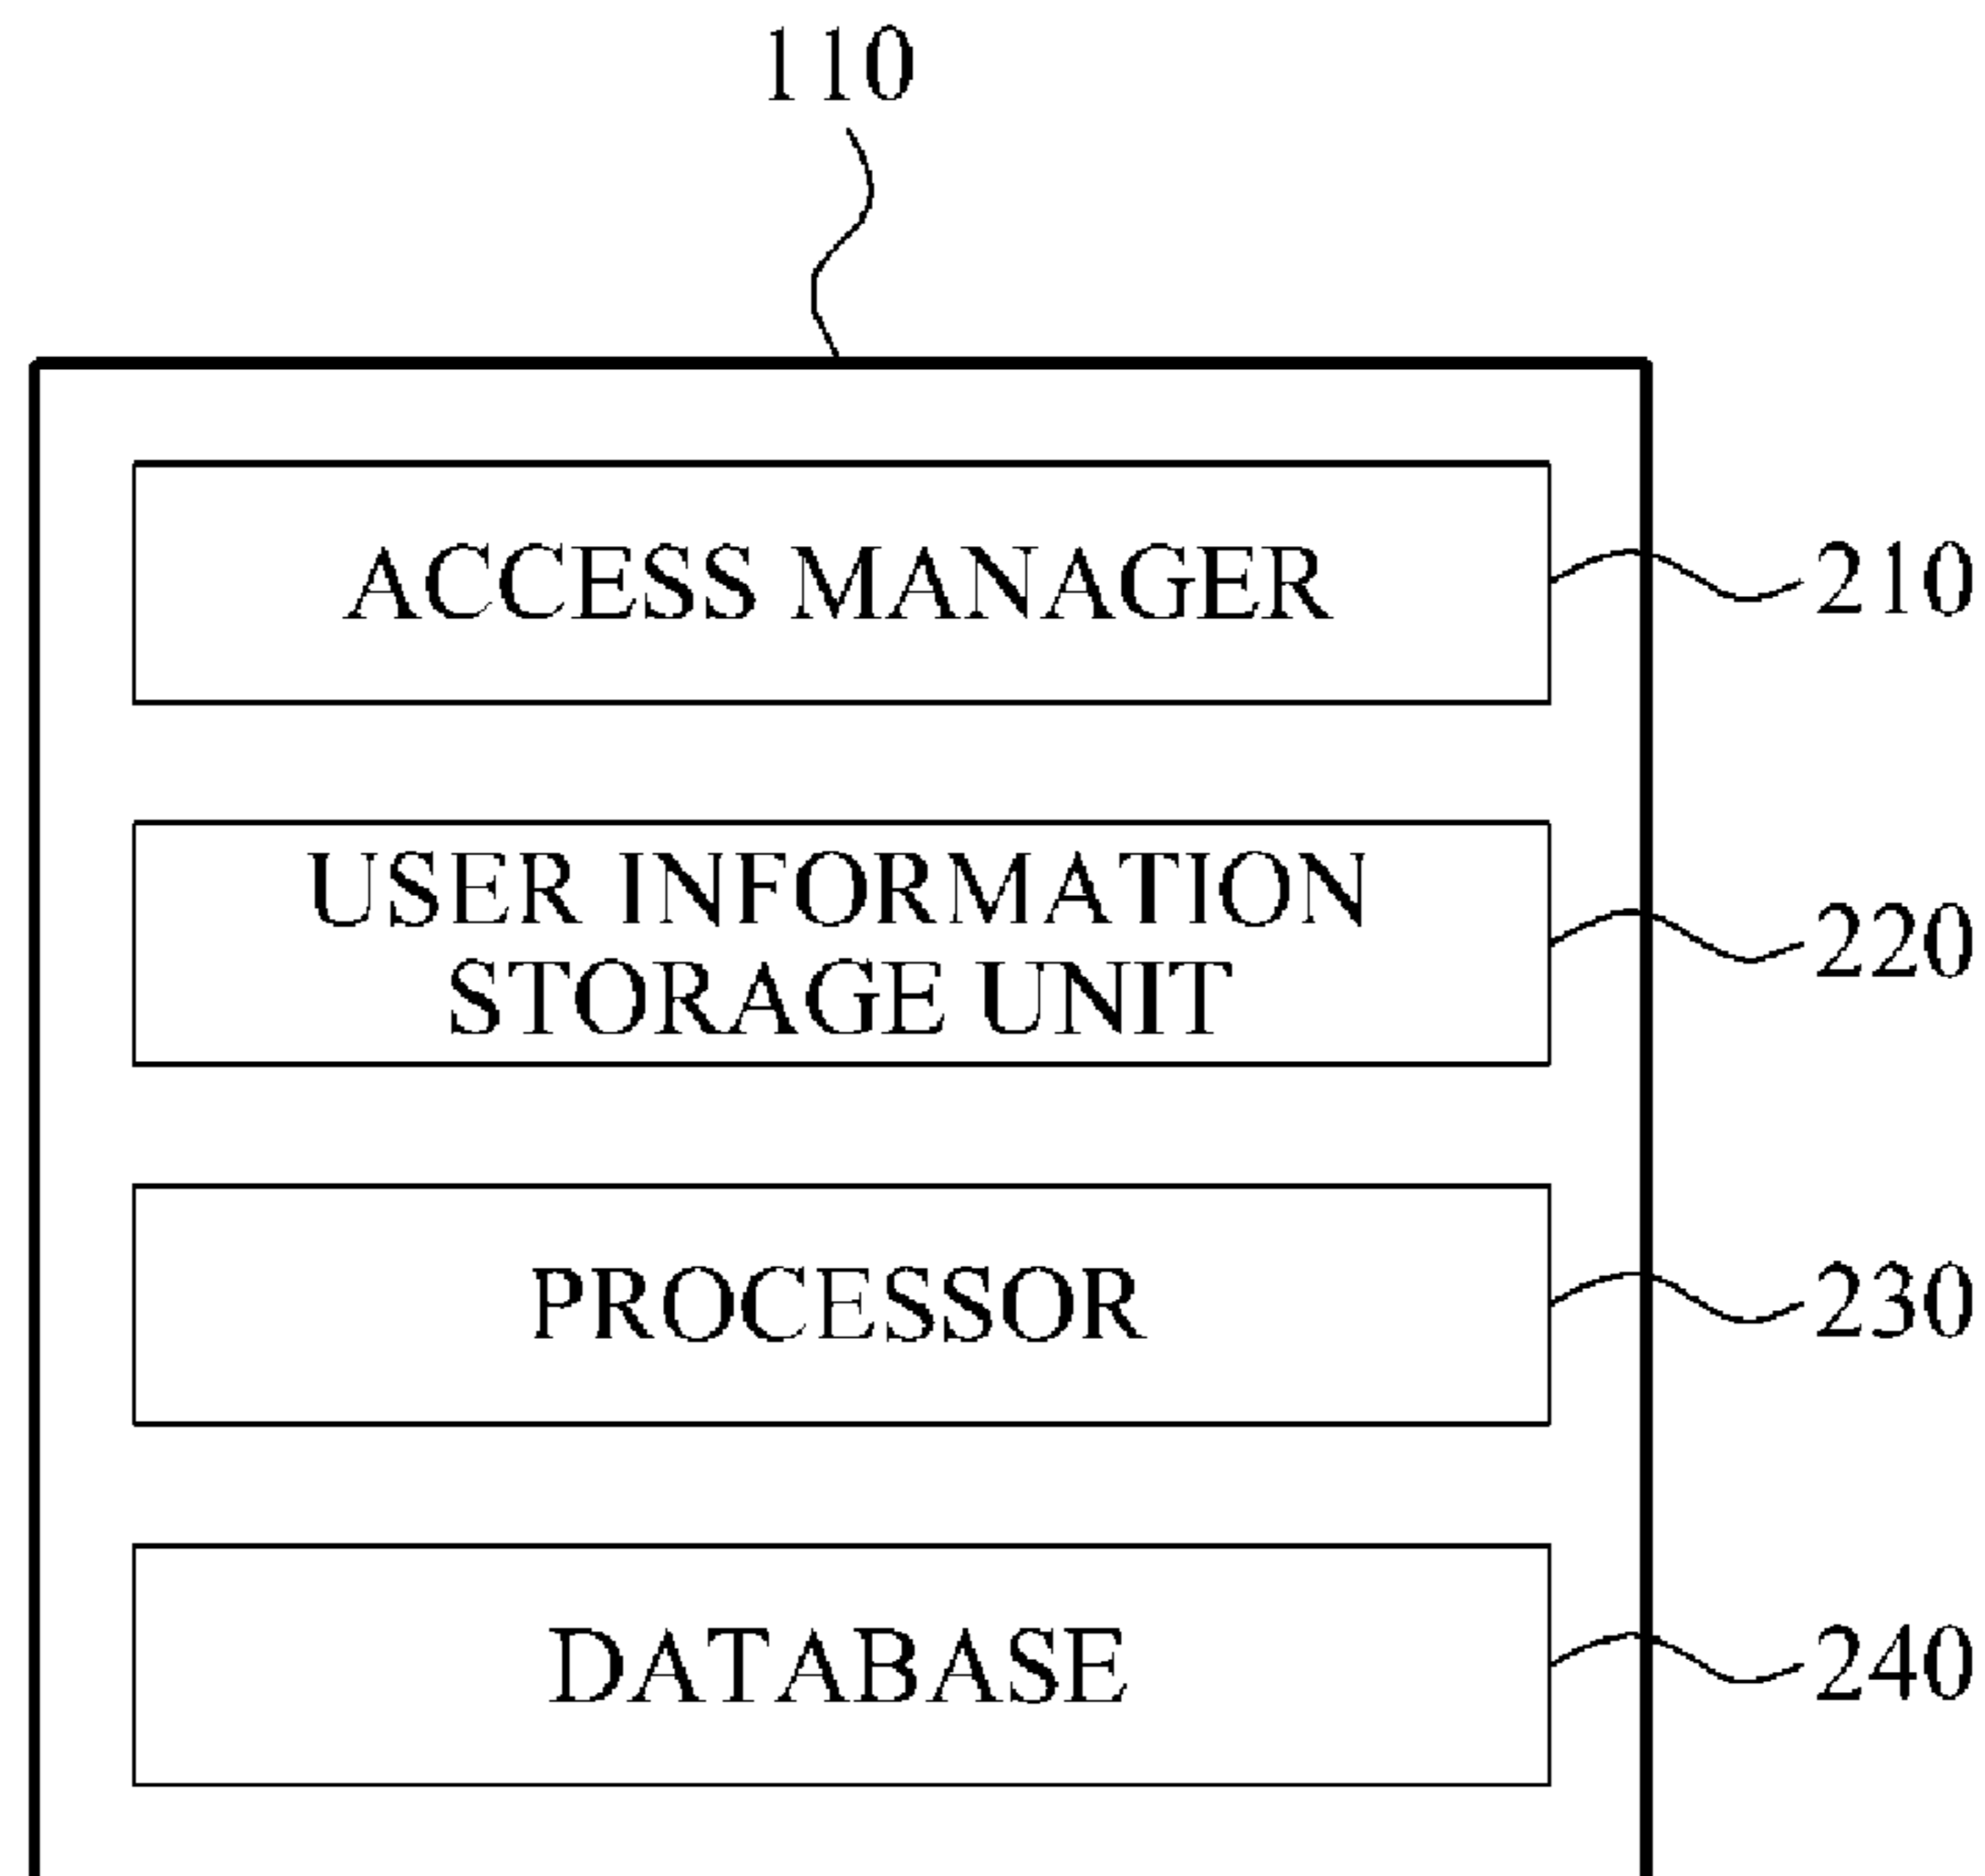 110
ACCESS MANAGER
210
USER INFORMATION
STORAGE UNIT
220
PROCESSOR
230
DATABASE
240